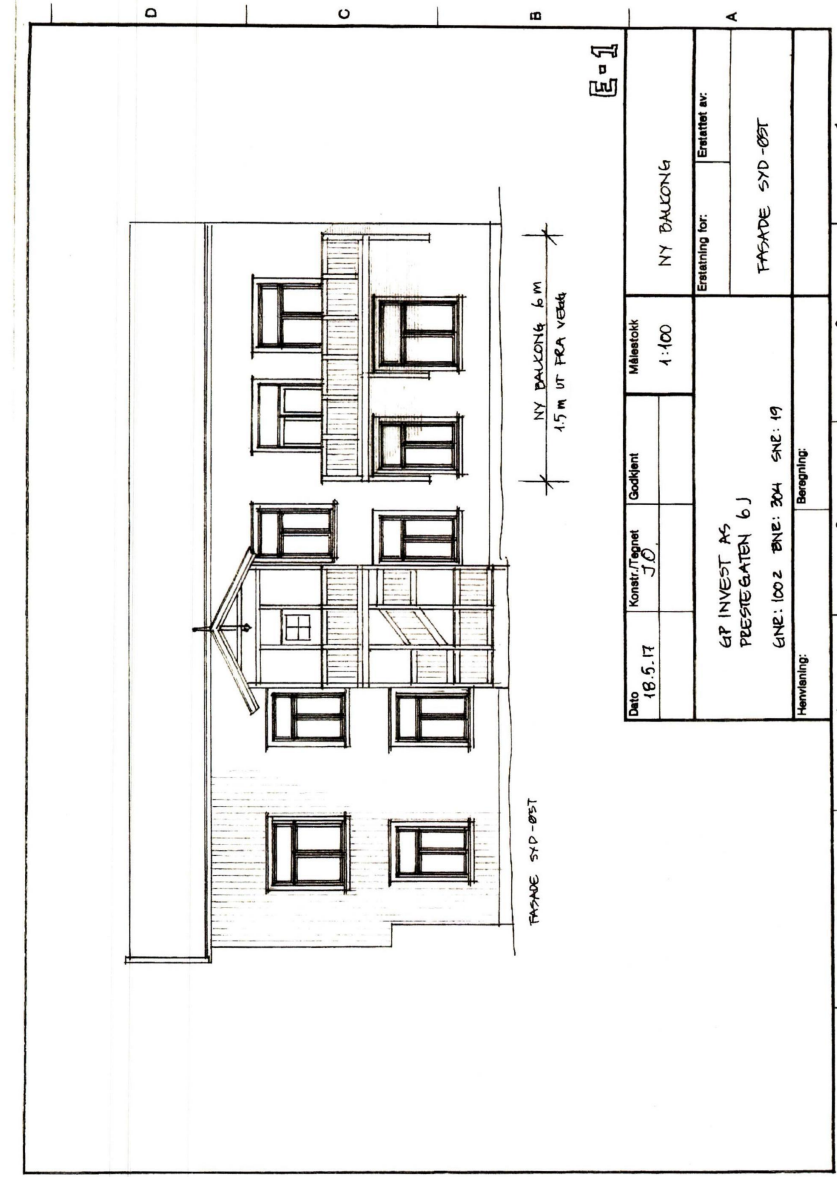 D
C
B
A
FASADE SYD-ØST
NY BALKONG 6 m
1.5 m UT FRA VEGG
E-1
Dato
18.5.17
Konstr./Tegnet
J.Ø.
Godkjent
Målestokk
1:100
NY BALKONG
GP INVEST AS
PRESTEGATEN 6 J
GNR: 1002 BNR: 304 SNR: 19
Erstatning for:
Erstattet av:
FASADE SYD-ØST
Henvisning:
Beregning: